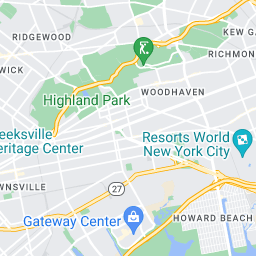 KEW GA
RIDGEWOOD
RICHMON
WICK
WOODHAVEN
Highland Park
eeksville
eritage Center
Resorts World
New York City
WNSVILLE
27
Gateway Center
HOWARD BEACH